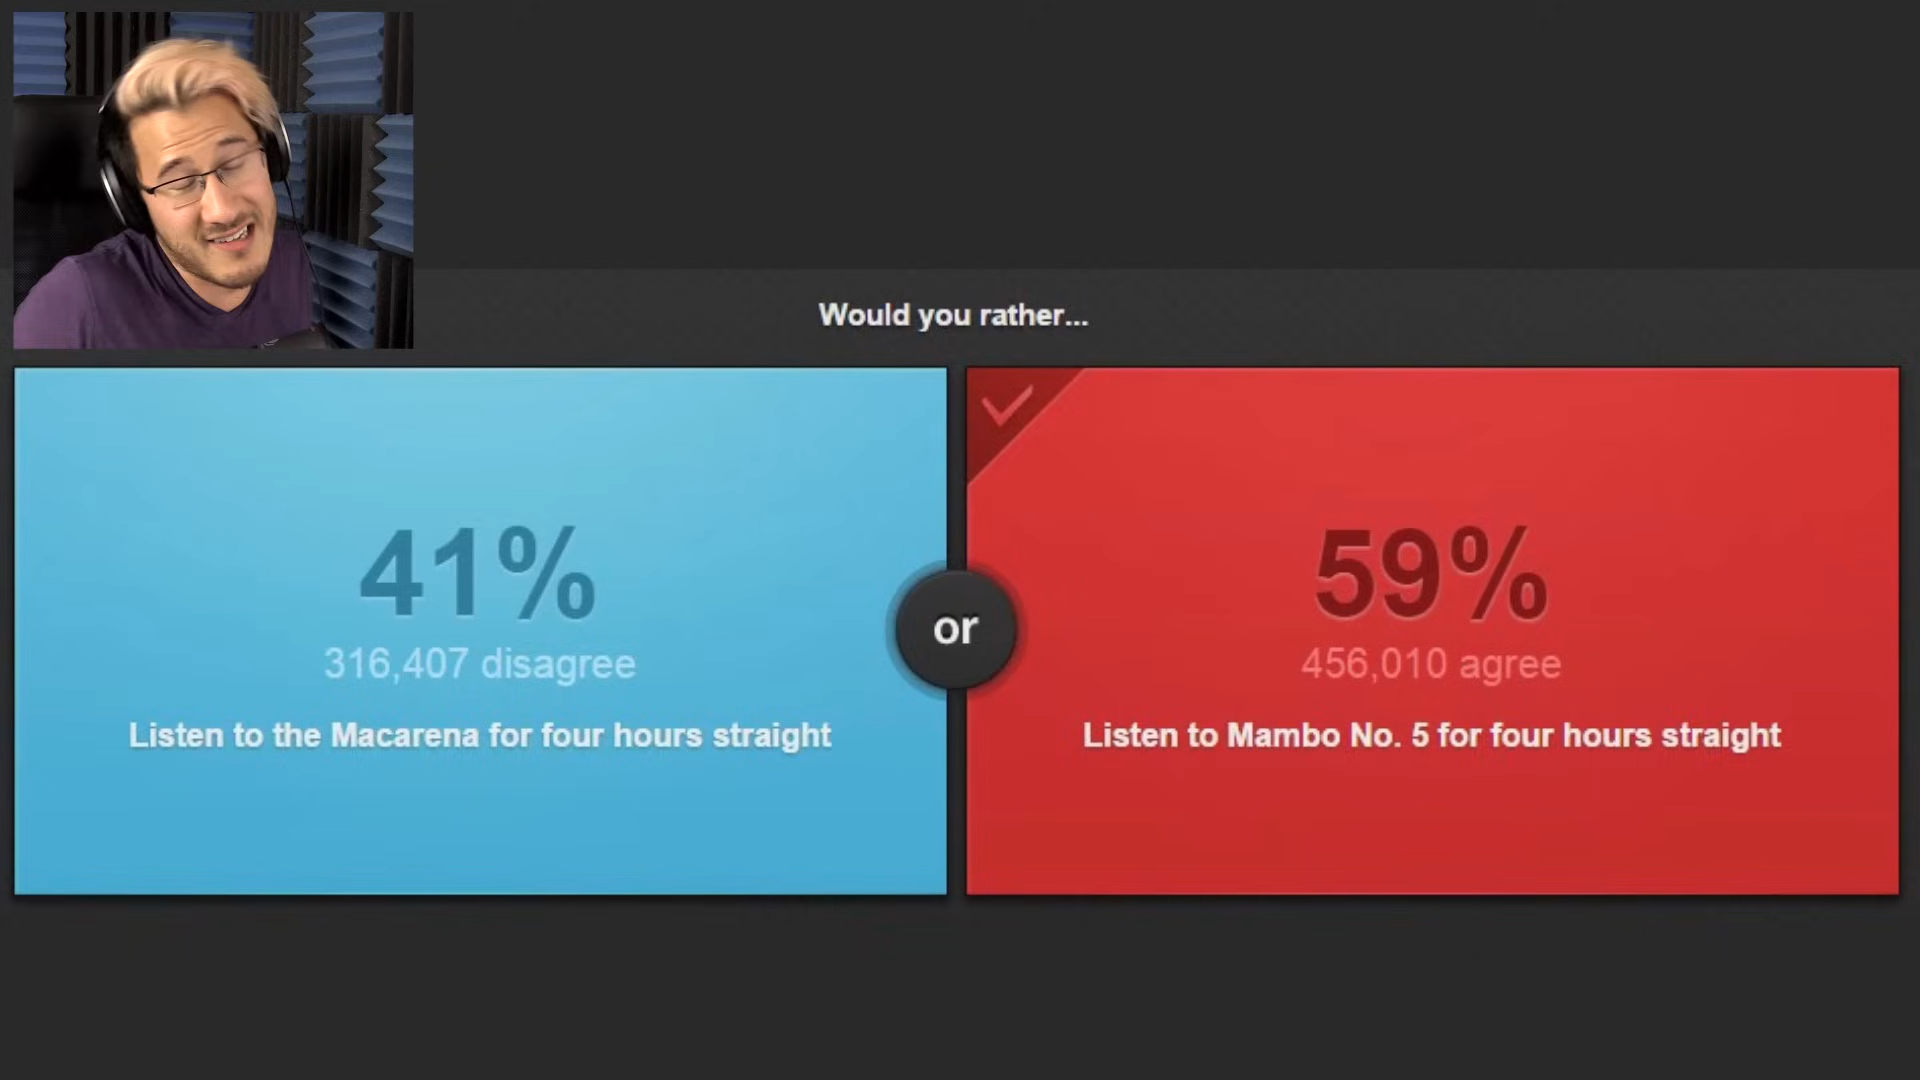 Would you rather...
41%
316,407 disagree
Listen to the Macarena for four hours straight
or
59%
456,010 agree
Listen to Mambo No. 5 for four hours straight